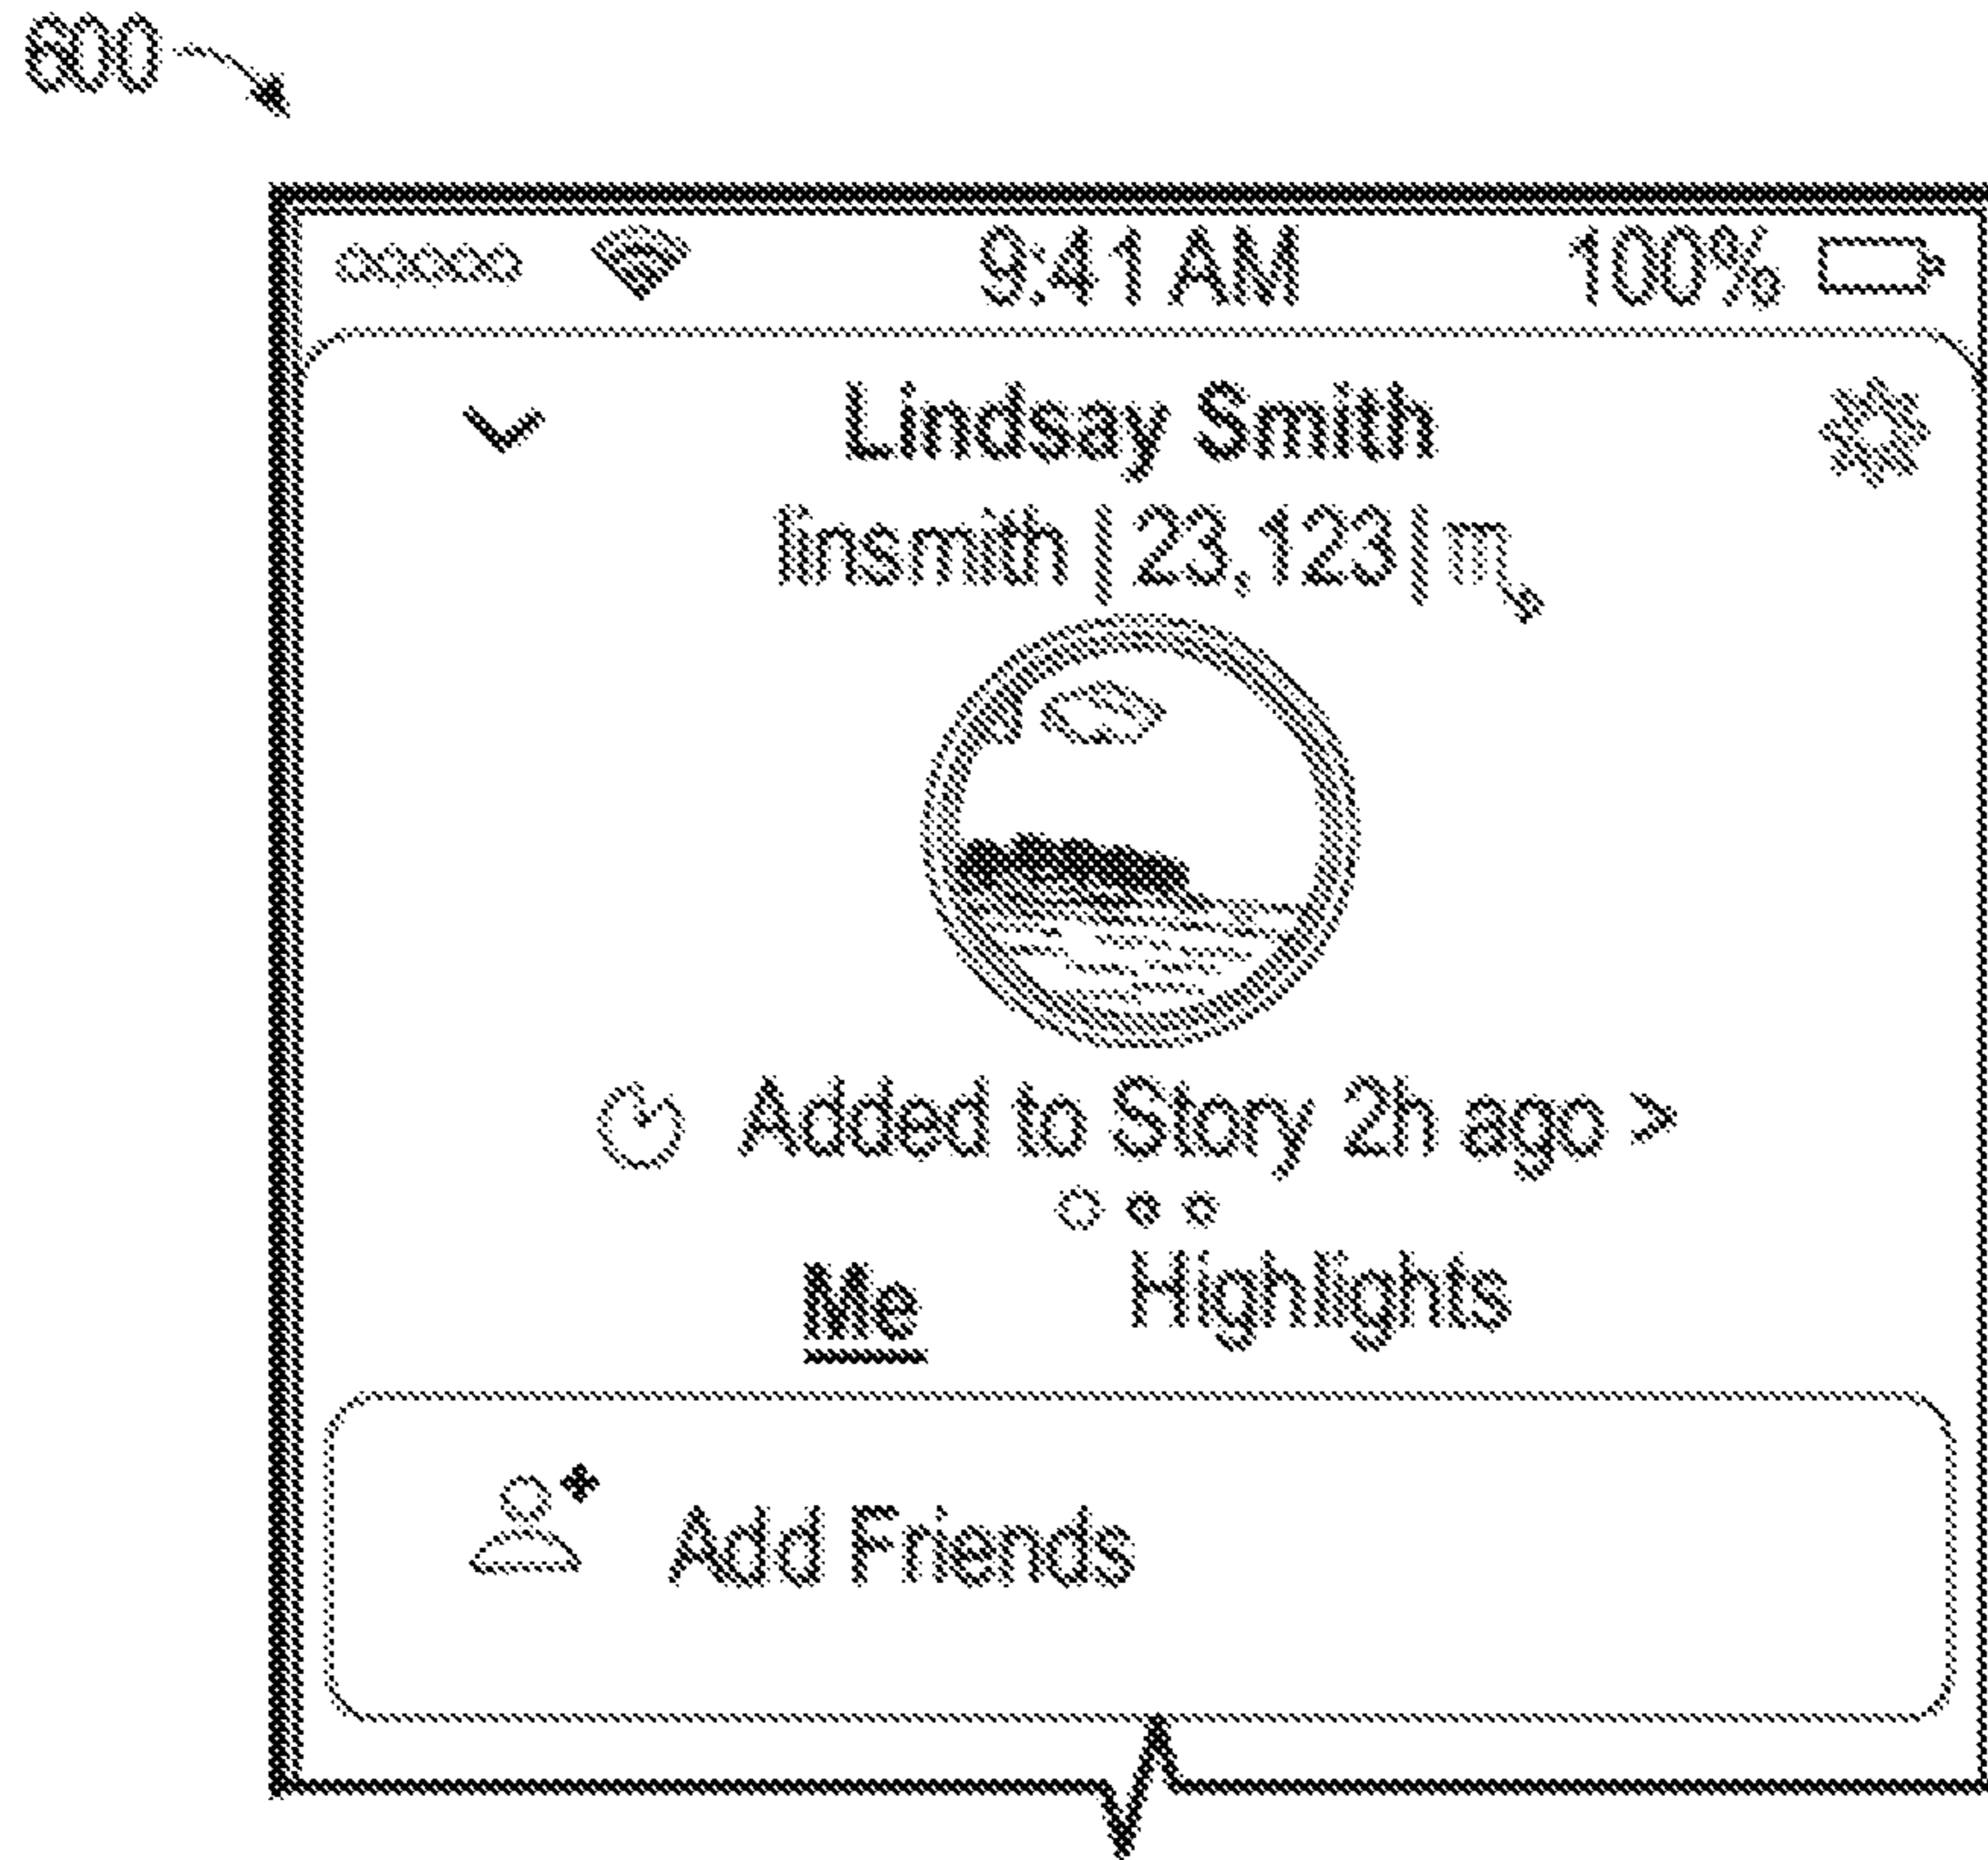 600
9:41 AM 100%
Lindsay Smith
linsmith | 23,123 | ♍
Added to Story 2h ago >
Me Highlights
Add Friends